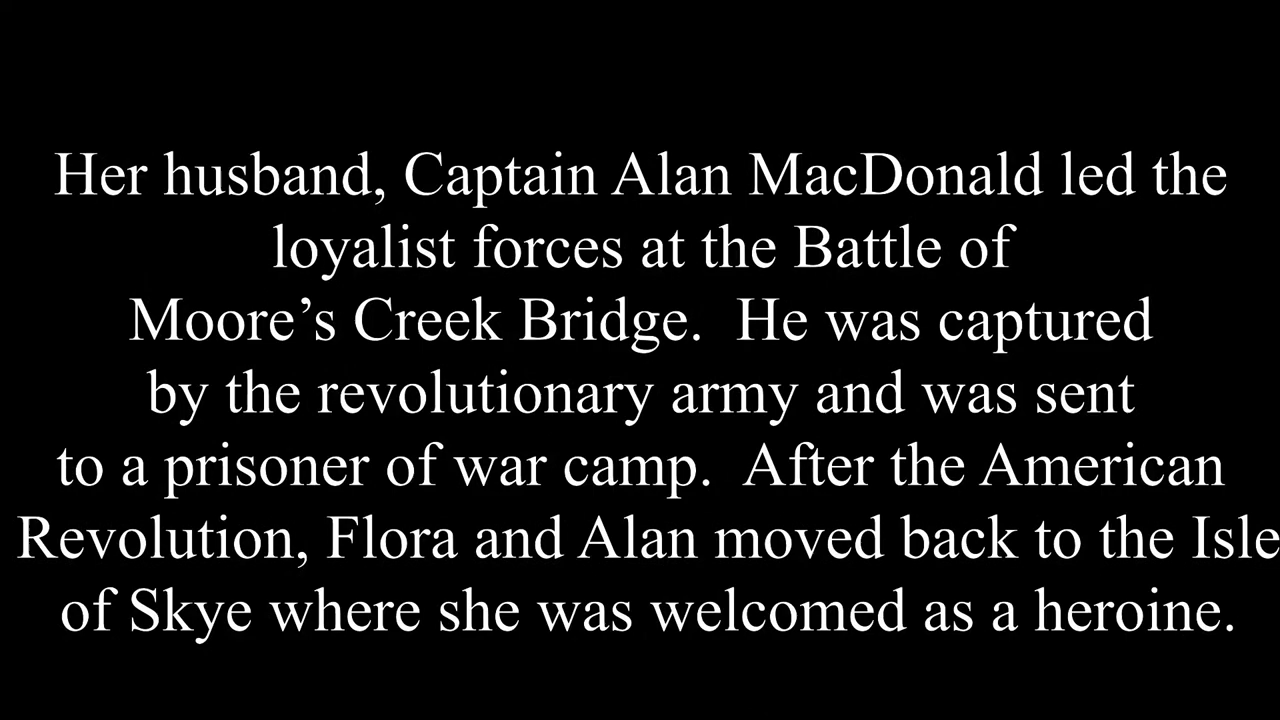 Her husband, Captain Alan MacDonald led the
loyalist forces at the Battle of
Moore’s Creek Bridge.  He was captured
by the revolutionary army and was sent
to a prisoner of war camp.  After the American
Revolution, Flora and Alan moved back to the Isle
of Skye where she was welcomed as a heroine.